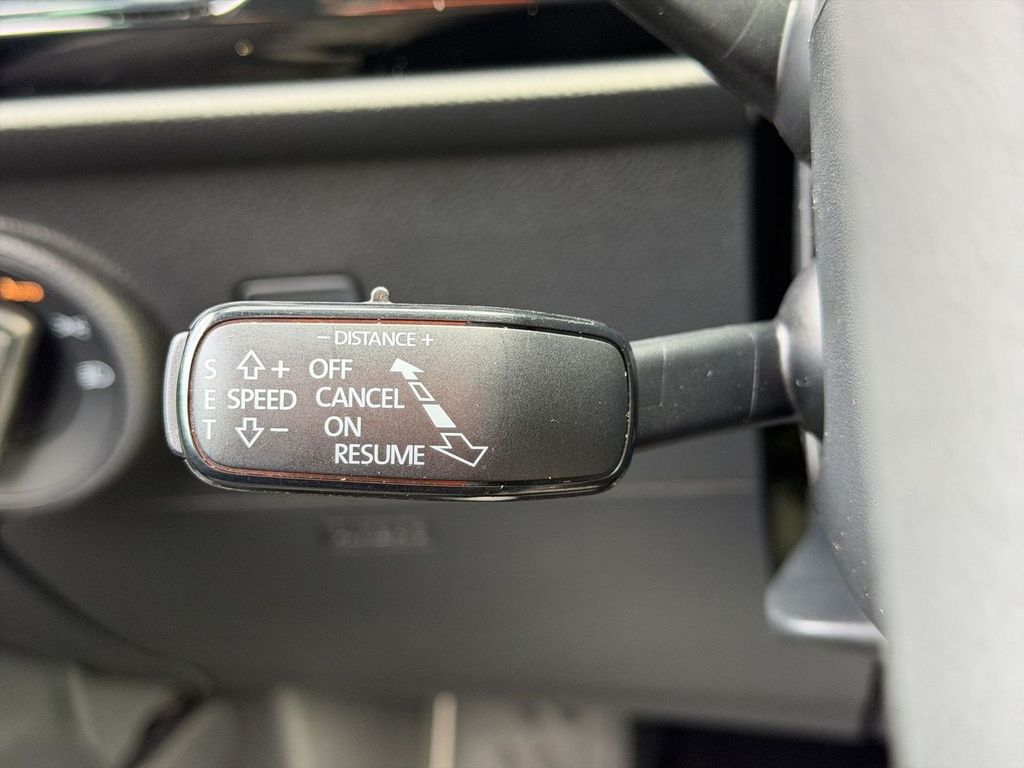 - DISTANCE +
S ⇧ + OFF
E SPEED CANCEL
T ⇩ - ON
RESUME